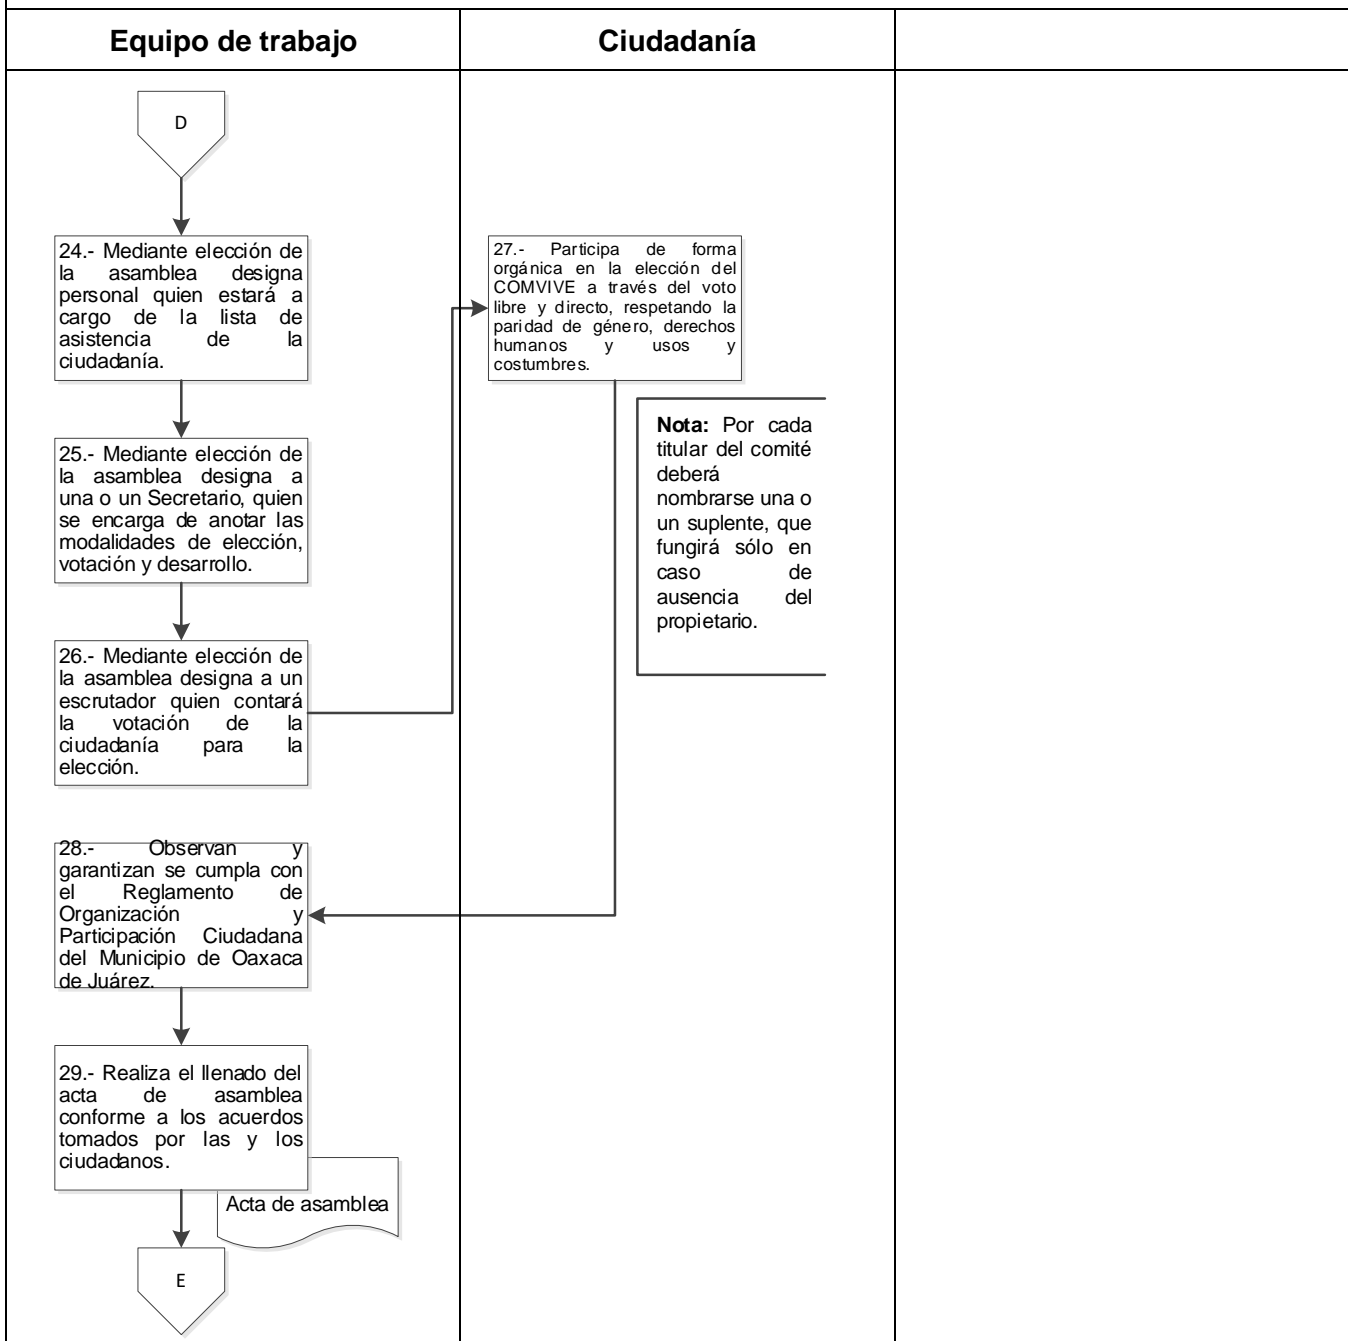 Equipo de trabajo
Ciudadanía
D
24.- Mediante elección de
la asamblea designa
personal quien estará a
cargo de la lista de
asistencia de la
ciudadanía.
25.- Mediante elección de
la asamblea designa a
una o un Secretario, quien
se encarga de anotar las
modalidades de elección,
votación y desarrollo.
26.- Mediante elección de
la asamblea designa a un
escrutador quien contará
la votación de la
ciudadanía para la
elección.
27.- Participa de forma
orgánica en la elección del
COMVIVE a través del voto
libre y directo, respetando la
paridad de género, derechos
humanos y usos y
costumbres.
Nota: Por cada
titular del comité
deberá
nombrarse una o
un suplente, que
fungirá sólo en
caso de
ausencia del
propietario.
28.- Observan y
garantizan se cumpla con
el Reglamento de
Organización y
Participación Ciudadana
del Municipio de Oaxaca
de Juárez.
29.- Realiza el llenado del
acta de asamblea
conforme a los acuerdos
tomados por las y los
ciudadanos.
Acta de asamblea
E